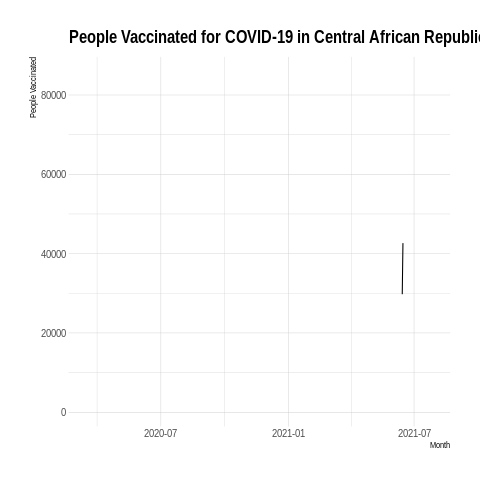 People Vaccinated for COVID-19 in Central African Republi
People Vaccinated
80000
60000
40000
20000
0
2020-07 2021-01 2021-07
Month